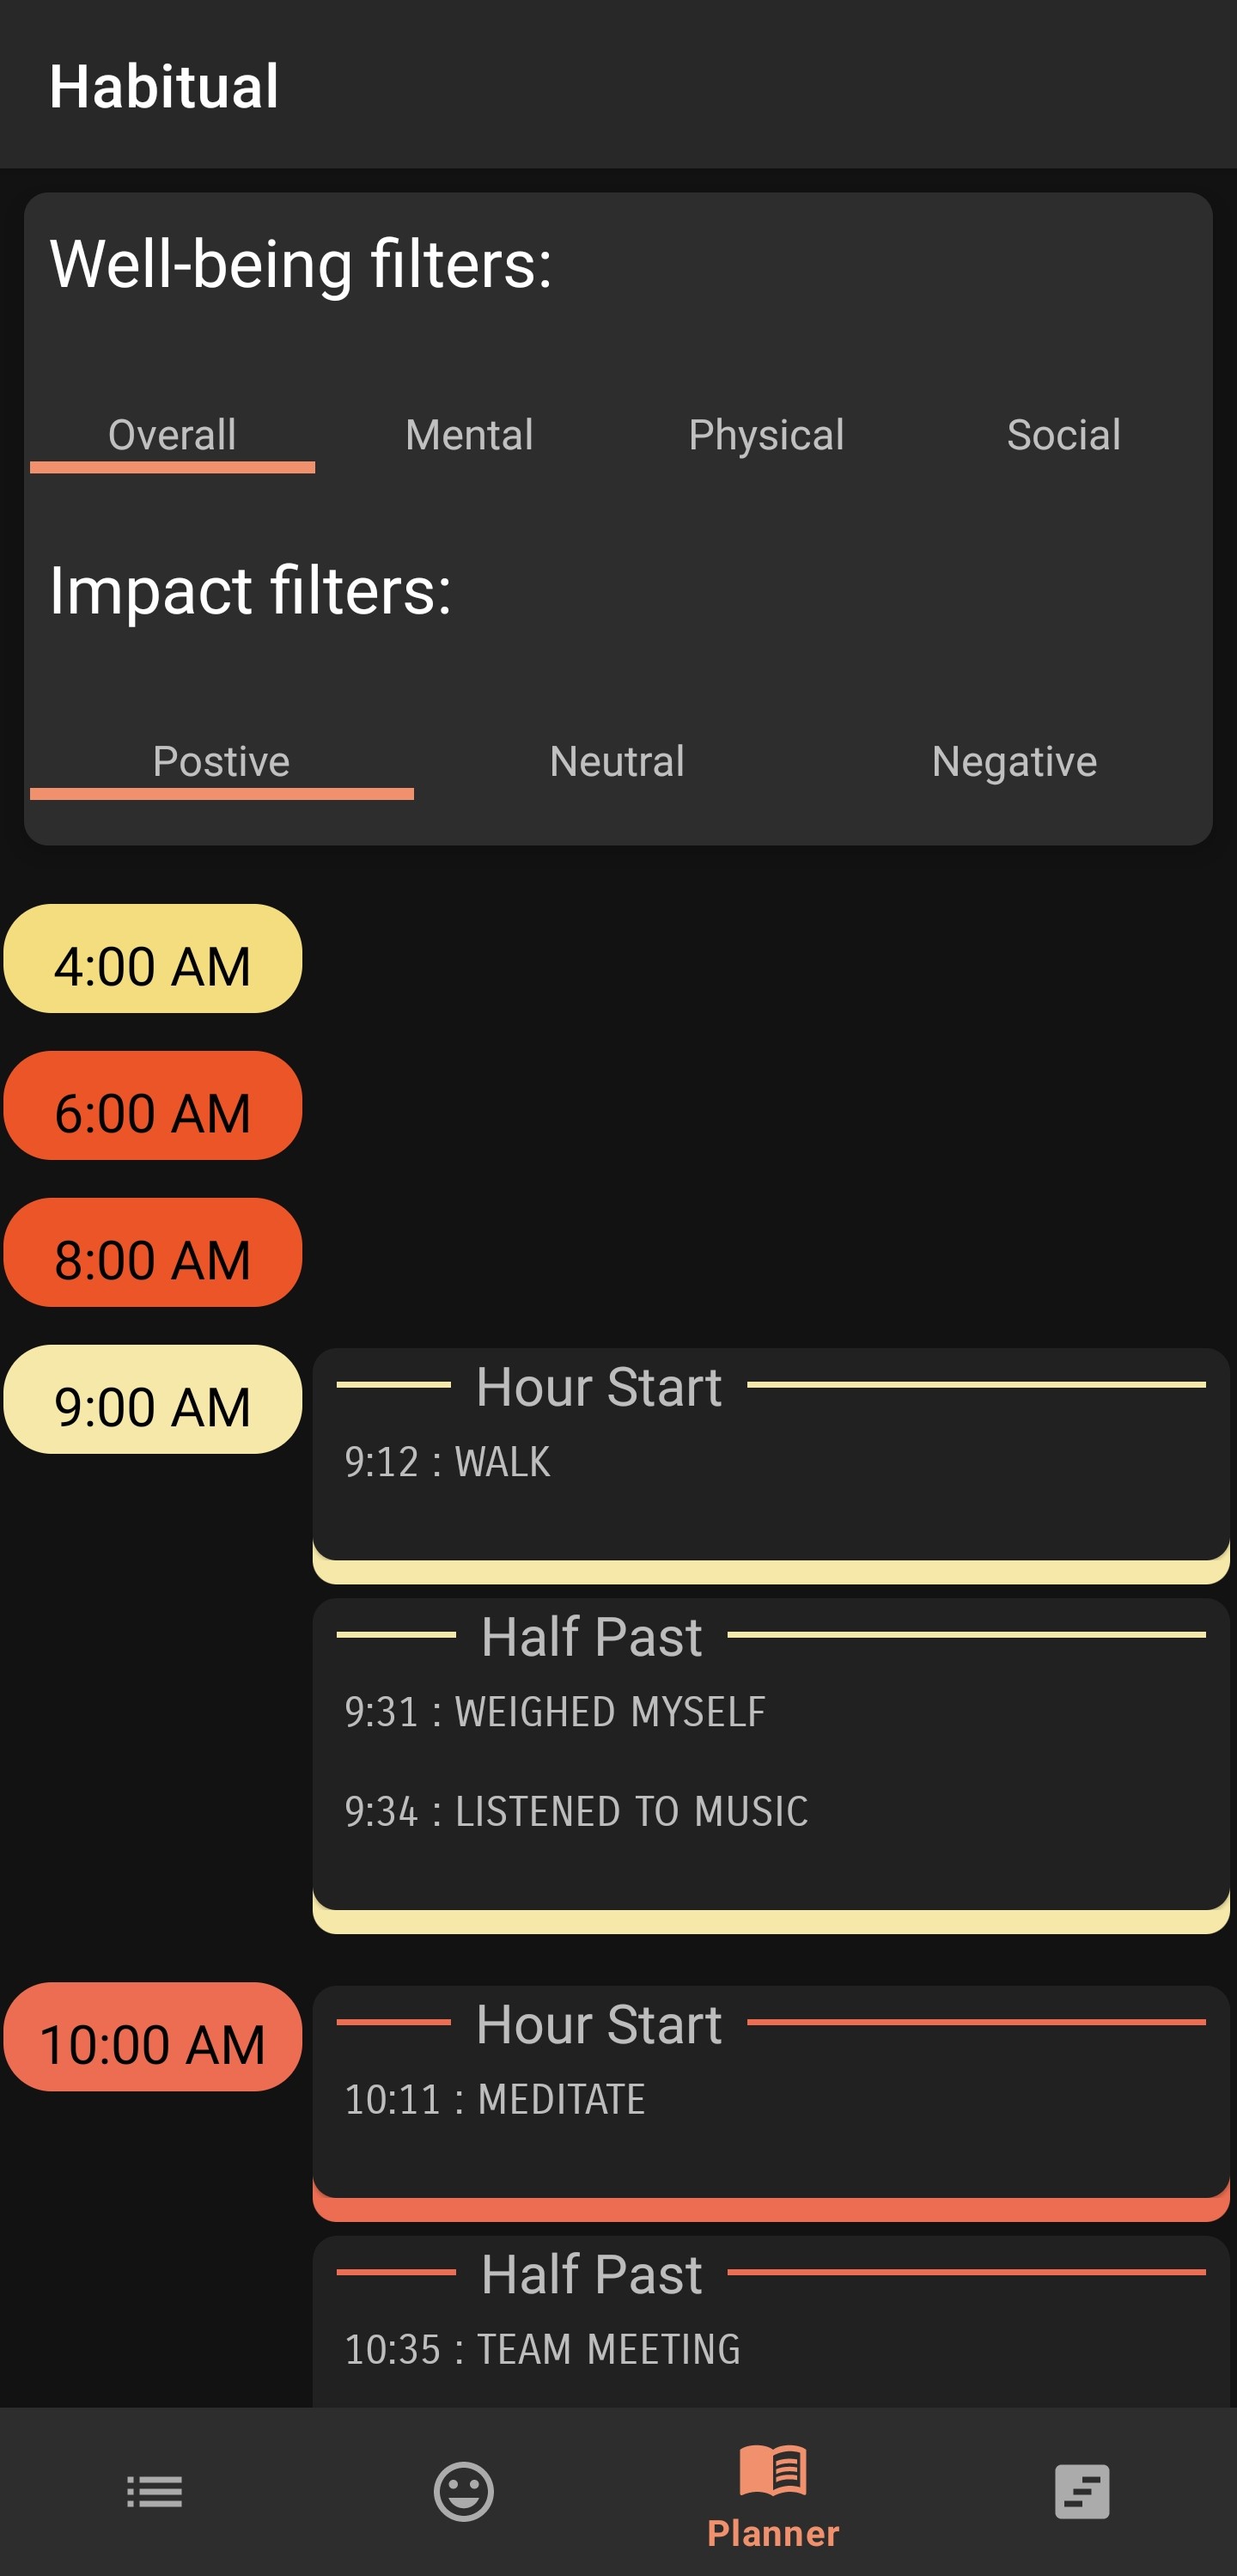 Habitual
Well-being filters:
Overall Mental Physical Social
Impact filters:
Postive Neutral Negative
4:00 AM
6:00 AM
8:00 AM
9:00 AM
Hour Start
9:12 : WALK
Half Past
9:31 : WEIGHED MYSELF
9:34 : LISTENED TO MUSIC
10:00 AM
Hour Start
10:11 : MEDITATE
Half Past
10:35 : TEAM MEETING
Planner